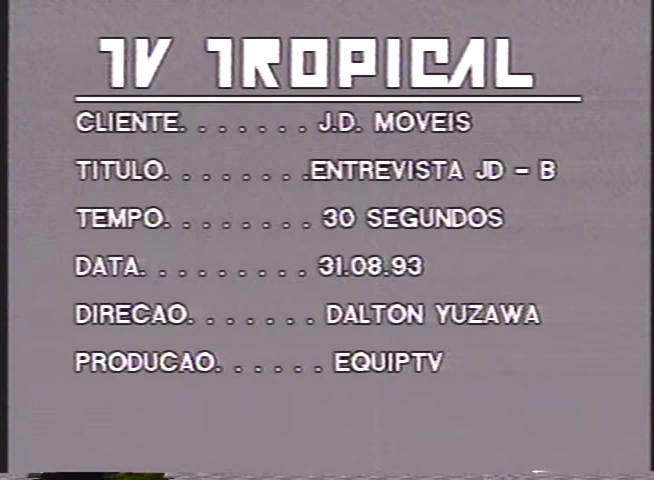 TV TROPICAL
CLIENTE. . . . . . . J.D. MOVEIS
TITULO. . . . . . . .ENTREVISTA JD - B
TEMPO. . . . . . . . 30 SEGUNDOS
DATA. . . . . . . . . 31.08.93
DIRECAO. . . . . . . DALTON YUZAWA
PRODUCAO. . . . . . EQUIPTV